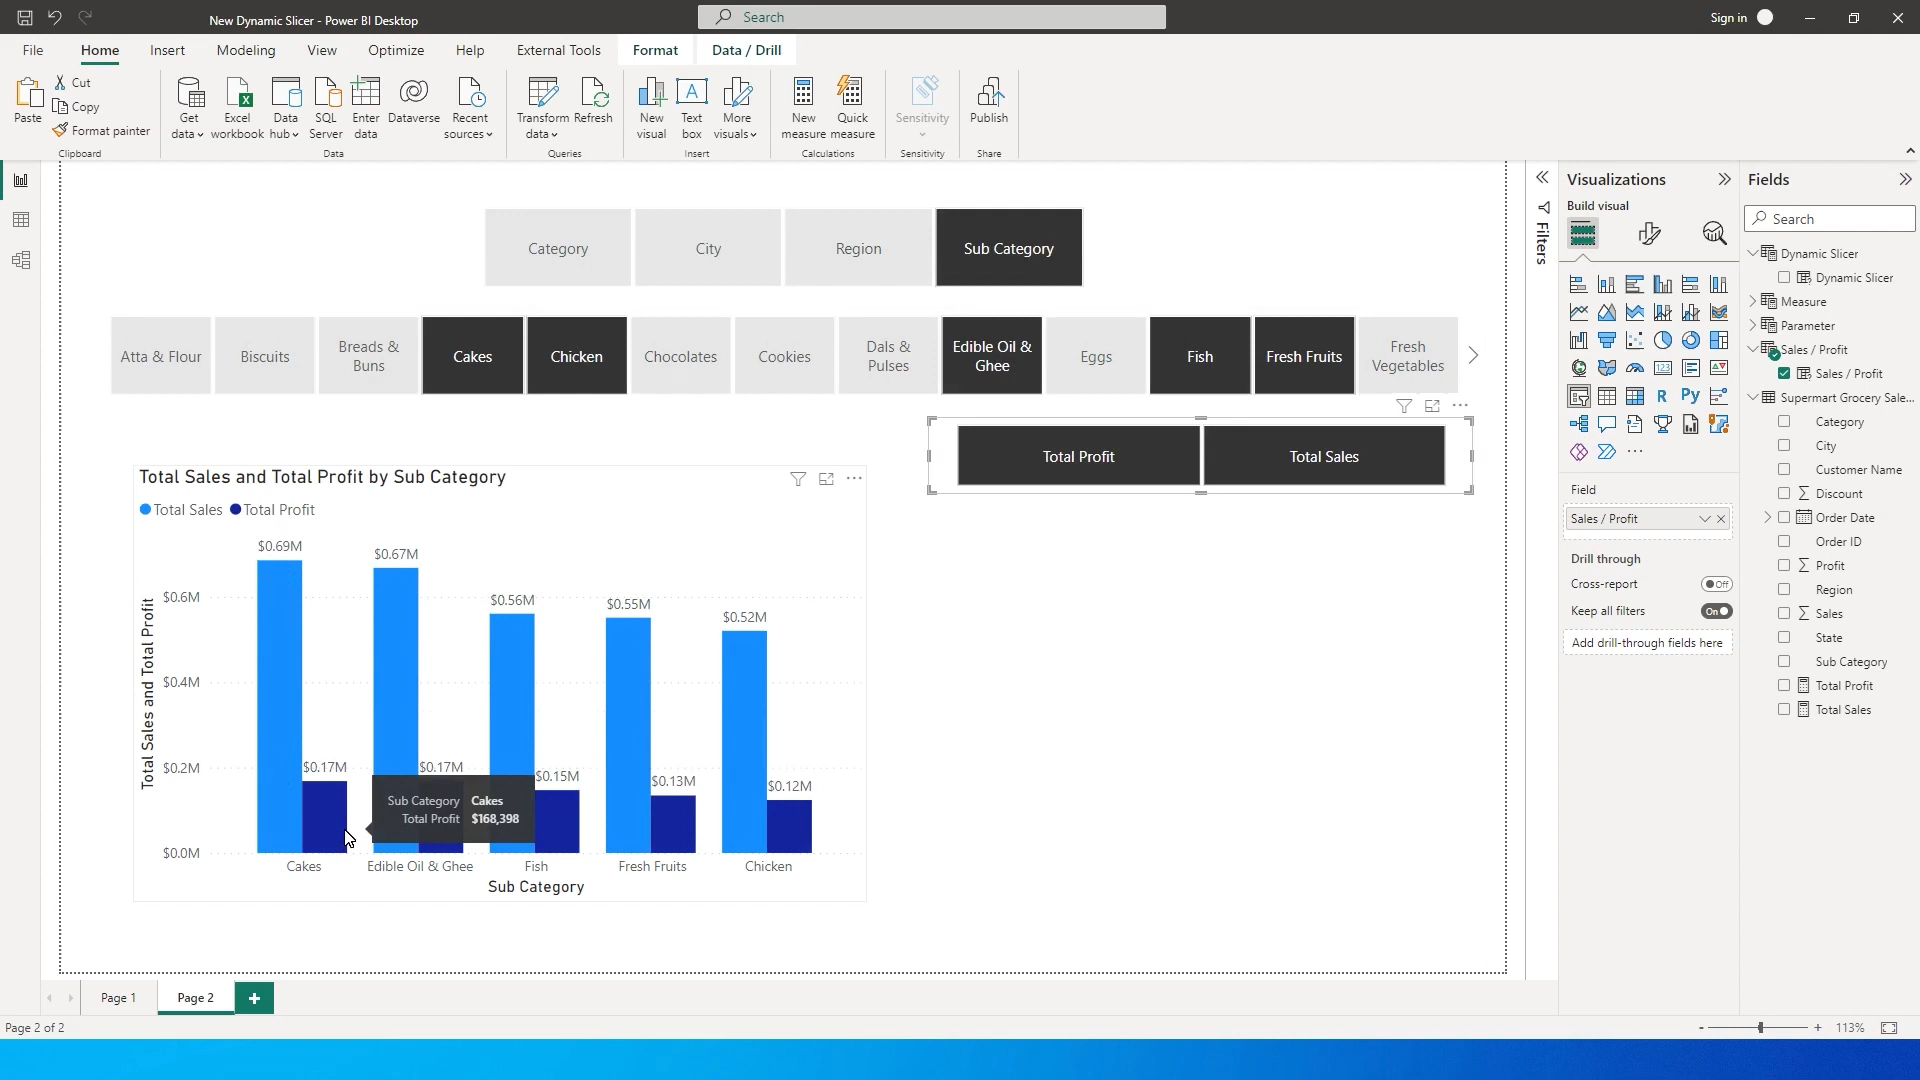 New Dynamic Slicer - Power BI Desktop
Search
Sign in
File
Home
Insert
Modeling
View
Optimize
Help
External Tools
Format
Data / Drill
Paste
Cut
Copy
Format painter
Clipboard
Get
data
Excel
workbook
Data
hub
SQL
Server
Enter
data
Dataverse
Recent
sources
Data
Transform
data
Refresh
Queries
New
visual
A
Text
box
More
visuals
Insert
New
measure
Quick
measure
Calculations
Sensitivity
Sensitivity
Publish
Share
Category
City
Region
Sub Category
Atta & Flour
Biscuits
Breads &
Buns
Cakes
Chicken
Chocolates
Cookies
Dals &
Pulses
Edible Oil &
Ghee
Eggs
Fish
Fresh Fruits
Fresh
Vegetables
Total Profit
Total Sales
Total Sales and Total Profit by Sub Category
Total Sales
Total Profit
Total Sales and Total Profit
$0.6M
$0.4M
$0.2M
$0.0M
$0.69M
$0.67M
$0.56M
$0.55M
$0.52M
$0.17M
$0.17M
$0.15M
$0.13M
$0.12M
Sub Category Cakes
Total Profit $168,398
Cakes
Edible Oil & Ghee
Fish
Fresh Fruits
Chicken
Sub Category
Filters
Visualizations
Build visual
123
R
Py
Field
Sales / Profit
Drill through
Cross-report
Off
Keep all filters
On
Add drill-through fields here
Fields
Search
Dynamic Slicer
Dynamic Slicer
Measure
Parameter
Sales / Profit
Sales / Profit
Supermart Grocery Sale...
Category
City
Customer Name
Discount
Order Date
Order ID
Profit
Region
Sales
State
Sub Category
Total Profit
Total Sales
Page 1
Page 2
Page 2 of 2
113%